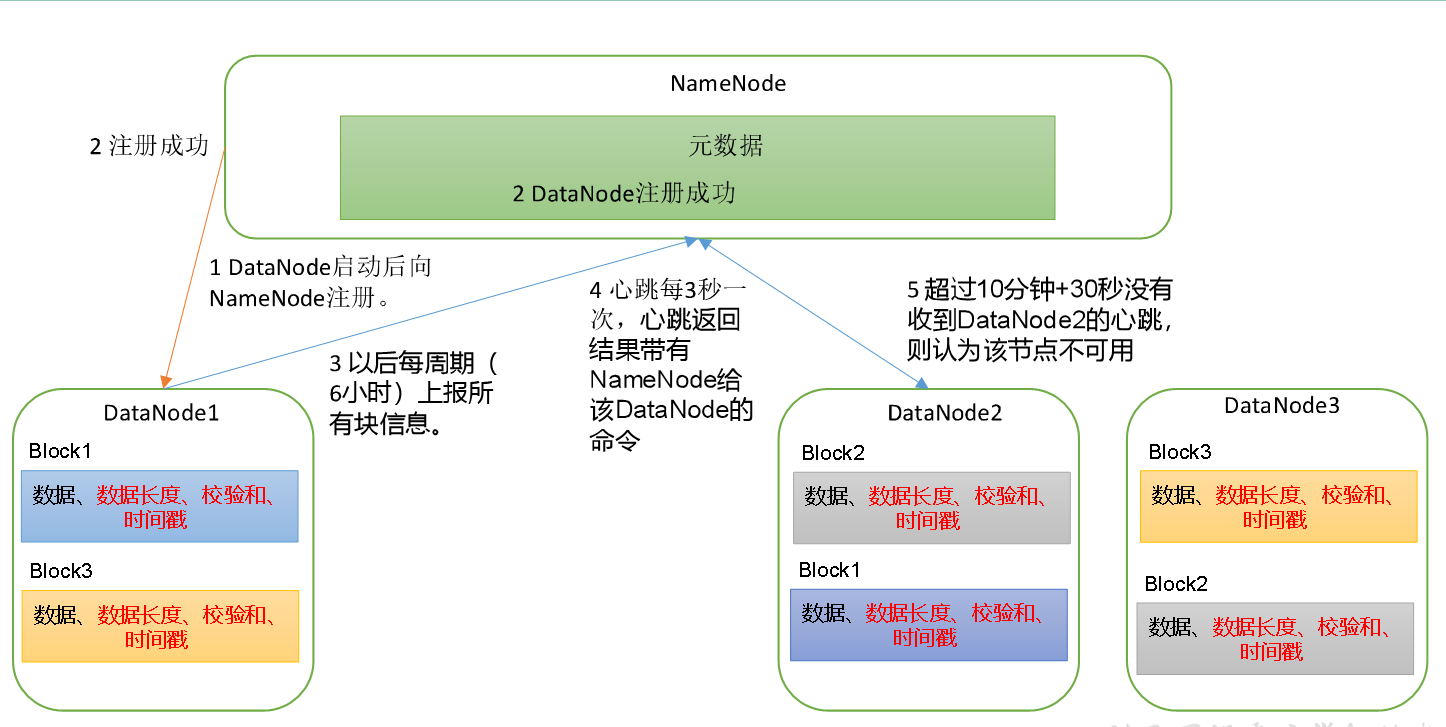 NameNode
元数据
2 DataNode注册成功
2 注册成功
1 DataNode启动后向
NameNode注册。
3 以后每周期（
6小时）上报所
有块信息。
4 心跳每3秒一
次，心跳返回
结果带有
NameNode给
该DataNode的
命令
5 超过10分钟+30秒没有
收到DataNode2的心跳，
则认为该节点不可用
DataNode1
Block1
数据、数据长度、校验和、
时间戳
Block3
数据、数据长度、校验和、
时间戳
DataNode2
Block2
数据、数据长度、校验和、
时间戳
Block1
数据、数据长度、校验和、
时间戳
DataNode3
Block3
数据、数据长度、校验和、
时间戳
Block2
数据、数据长度、校验和、
时间戳